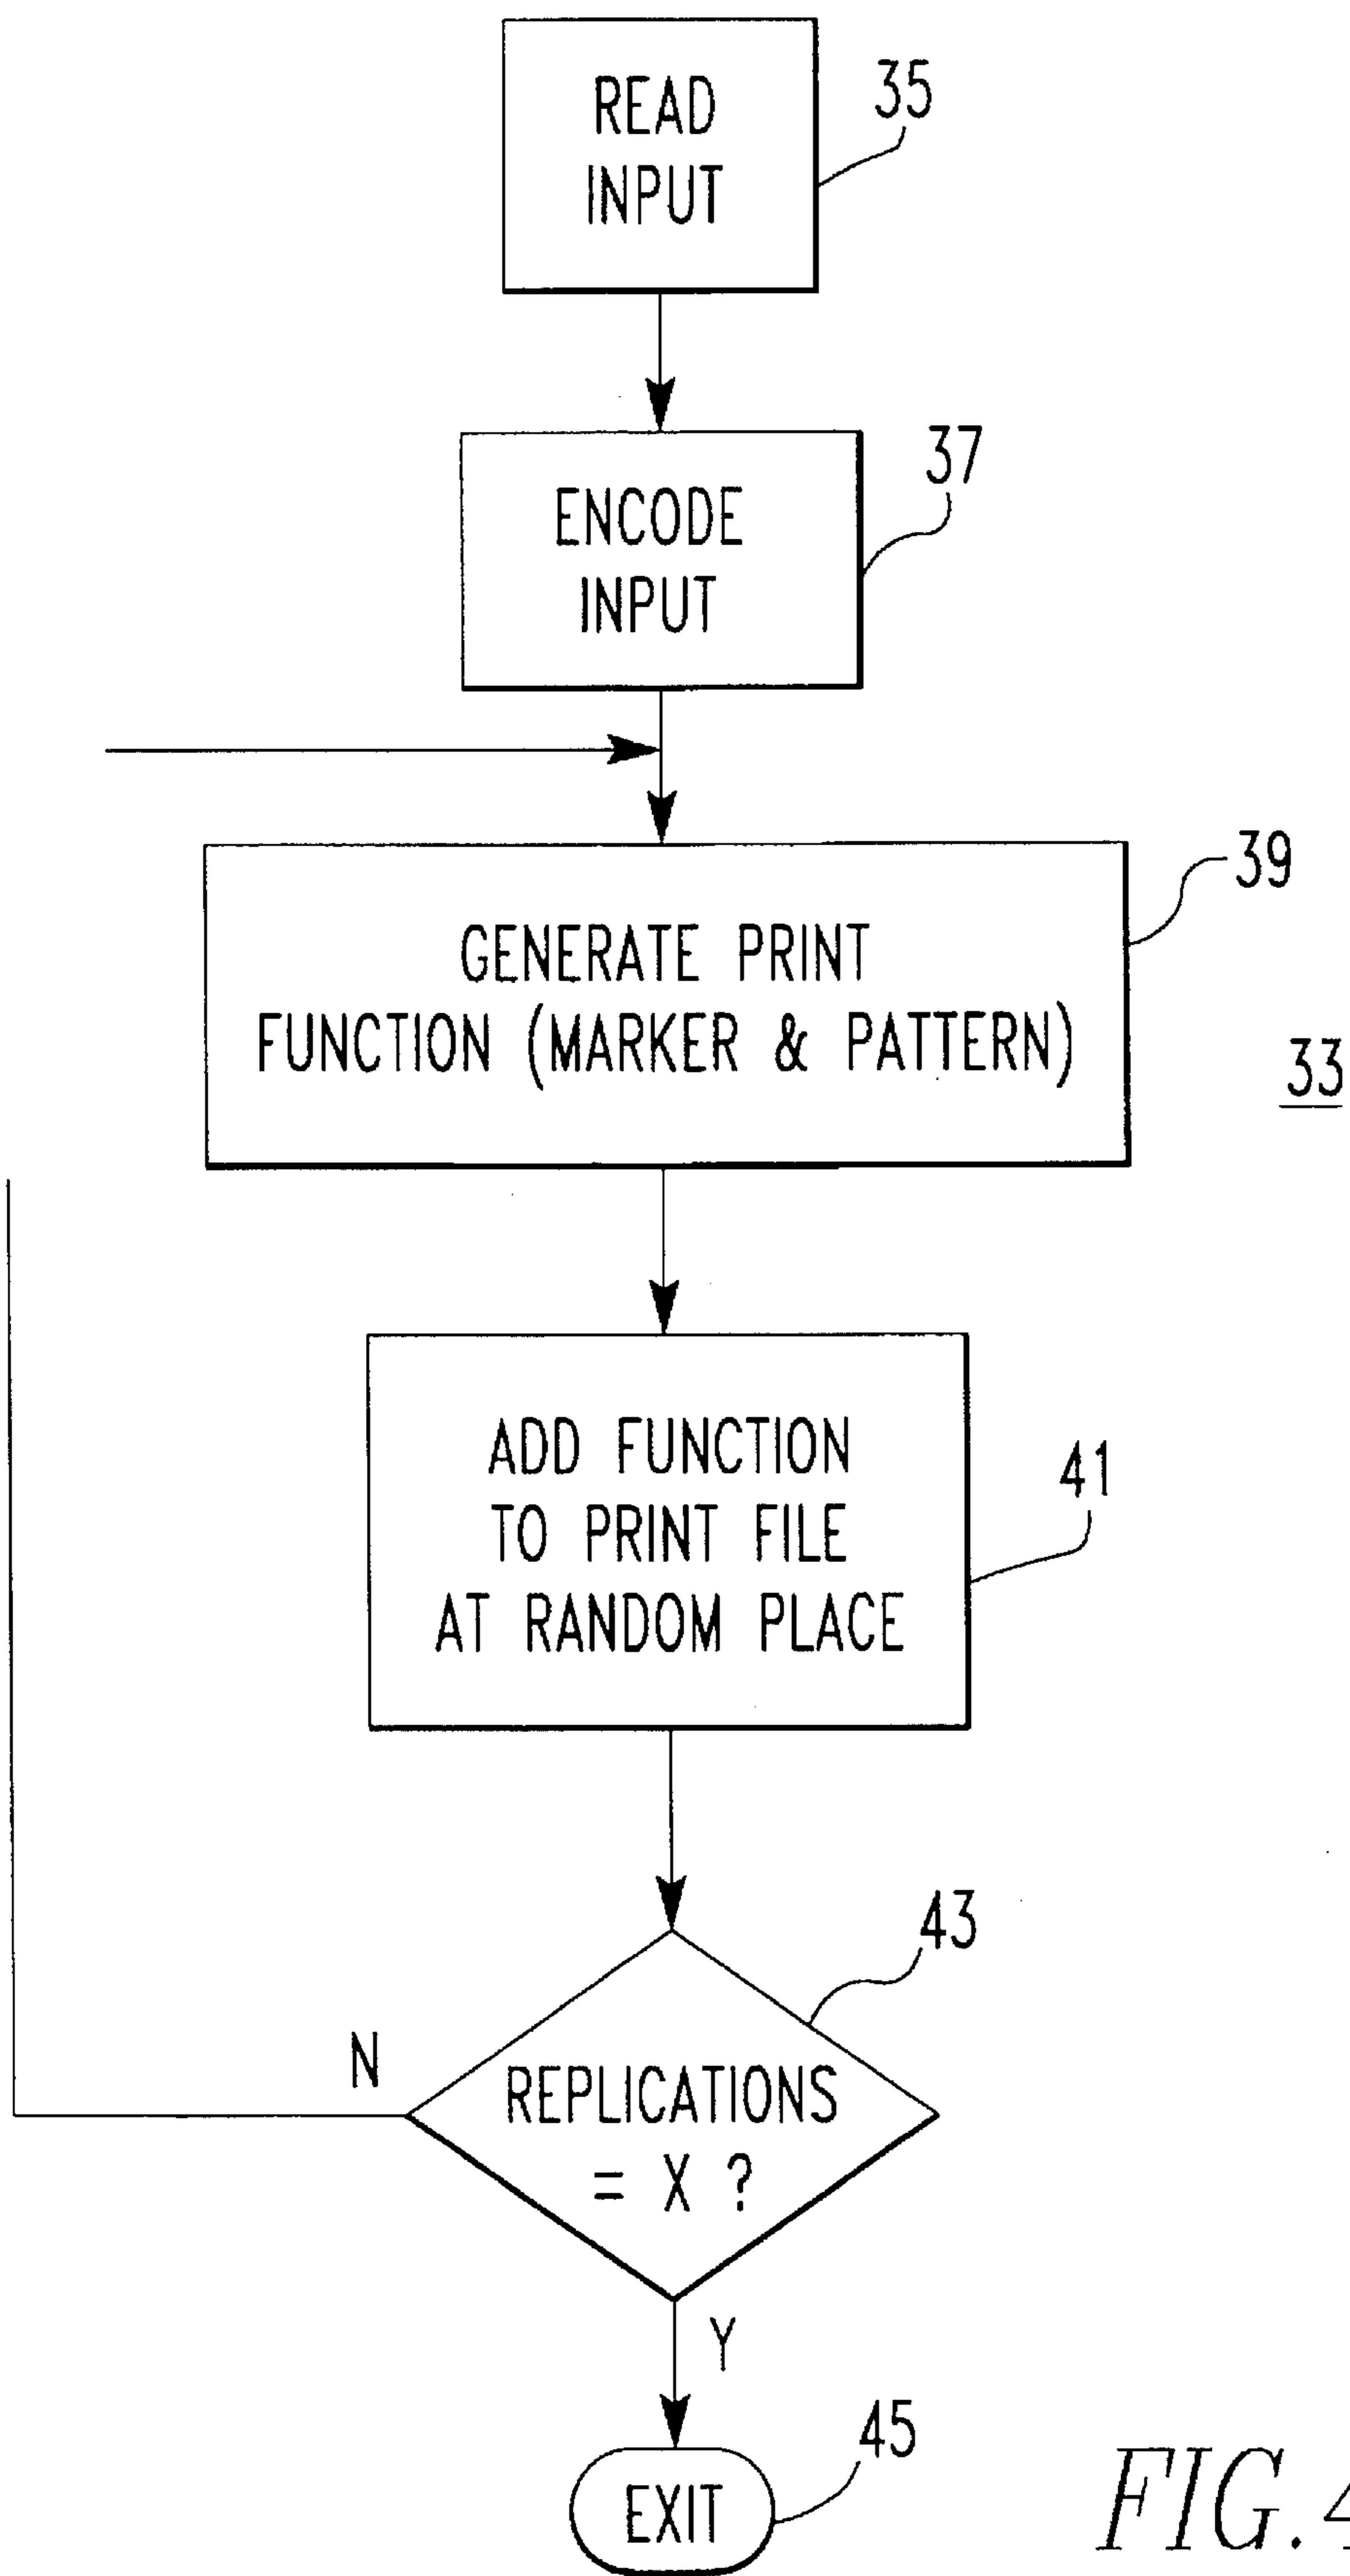 READ
INPUT
35
ENCODE
INPUT
37
GENERATE PRINT
FUNCTION (MARKER & PATTERN)
39
33
ADD FUNCTION
TO PRINT FILE
AT RANDOM PLACE
41
REPLICATIONS
= X ?
43
N
Y
EXIT
45
FIG. 4